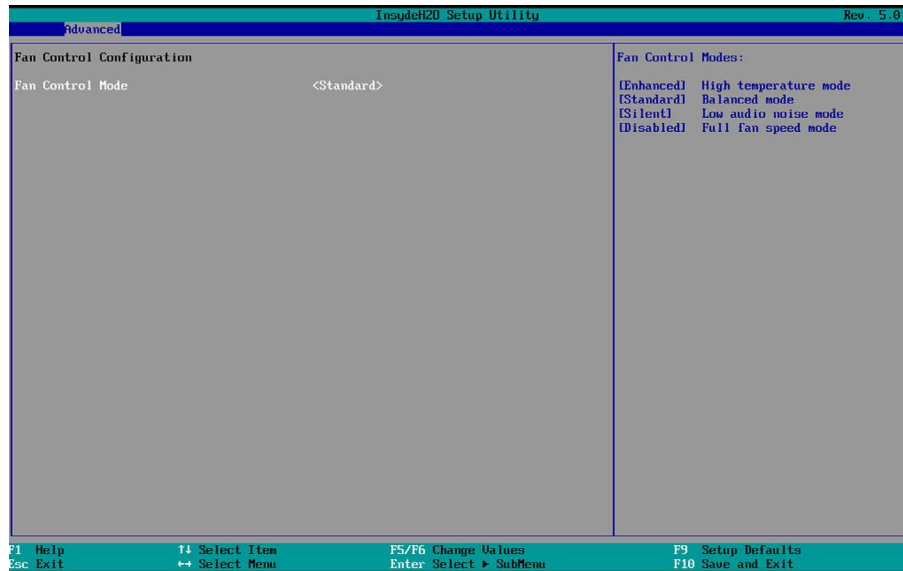 InsydeH20 Setup Utility Rev. 5.0
Advanced
Fan Control Configuration
Fan Control Mode <Standard>
Fan Control Modes:
[Enhanced] High temperature mode
[Standard] Balanced mode
[Silent] Low audio noise mode
[Disabled] Full fan speed mode
F1 Help ↑↓ Select Item F5/F6 Change Values F9 Setup Defaults
Esc Exit ↔ Select Menu Enter Select ► SubMenu F10 Save and Exit